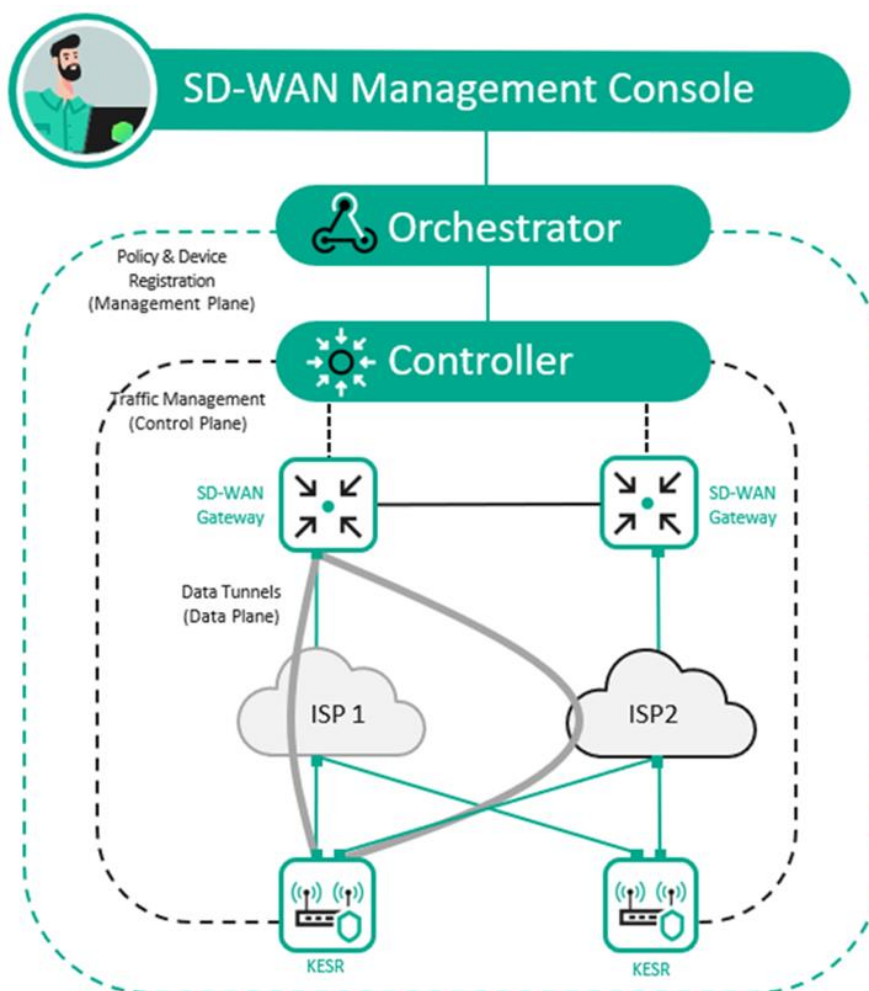 SD-WAN Management Console
Orchestrator
Policy & Device
Registration
(Management Plane)
Controller
Traffic Management
(Control Plane)
SD-WAN
Gateway
SD-WAN
Gateway
Data Tunnels
(Data Plane)
ISP 1
ISP2
KESR
KESR